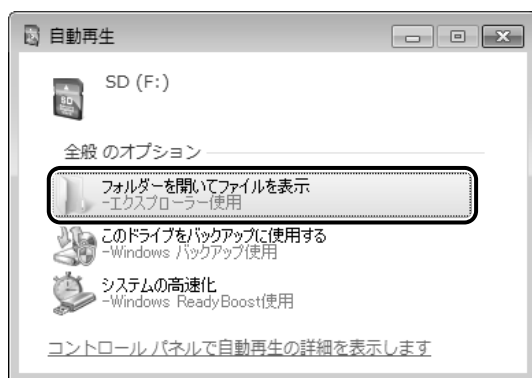 自動再生
SD (F:)
SD
全般 のオプション
フォルダーを開いてファイルを表示
-エクスプローラー使用
このドライブをバックアップに使用する
-Windows バックアップ使用
システムの高速化
-Windows ReadyBoost使用
コントロール パネルで自動再生の詳細を表示します